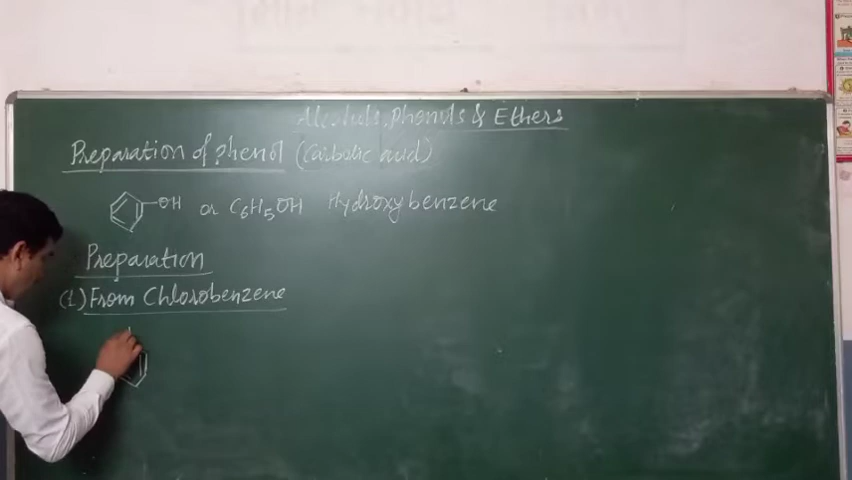 Alcohols, Phenols & Ethers
Preparation of phenol (Carbolic acid)
OH or C6H5OH Hydroxybenzene
Preparation
(1) From Chlorobenzene